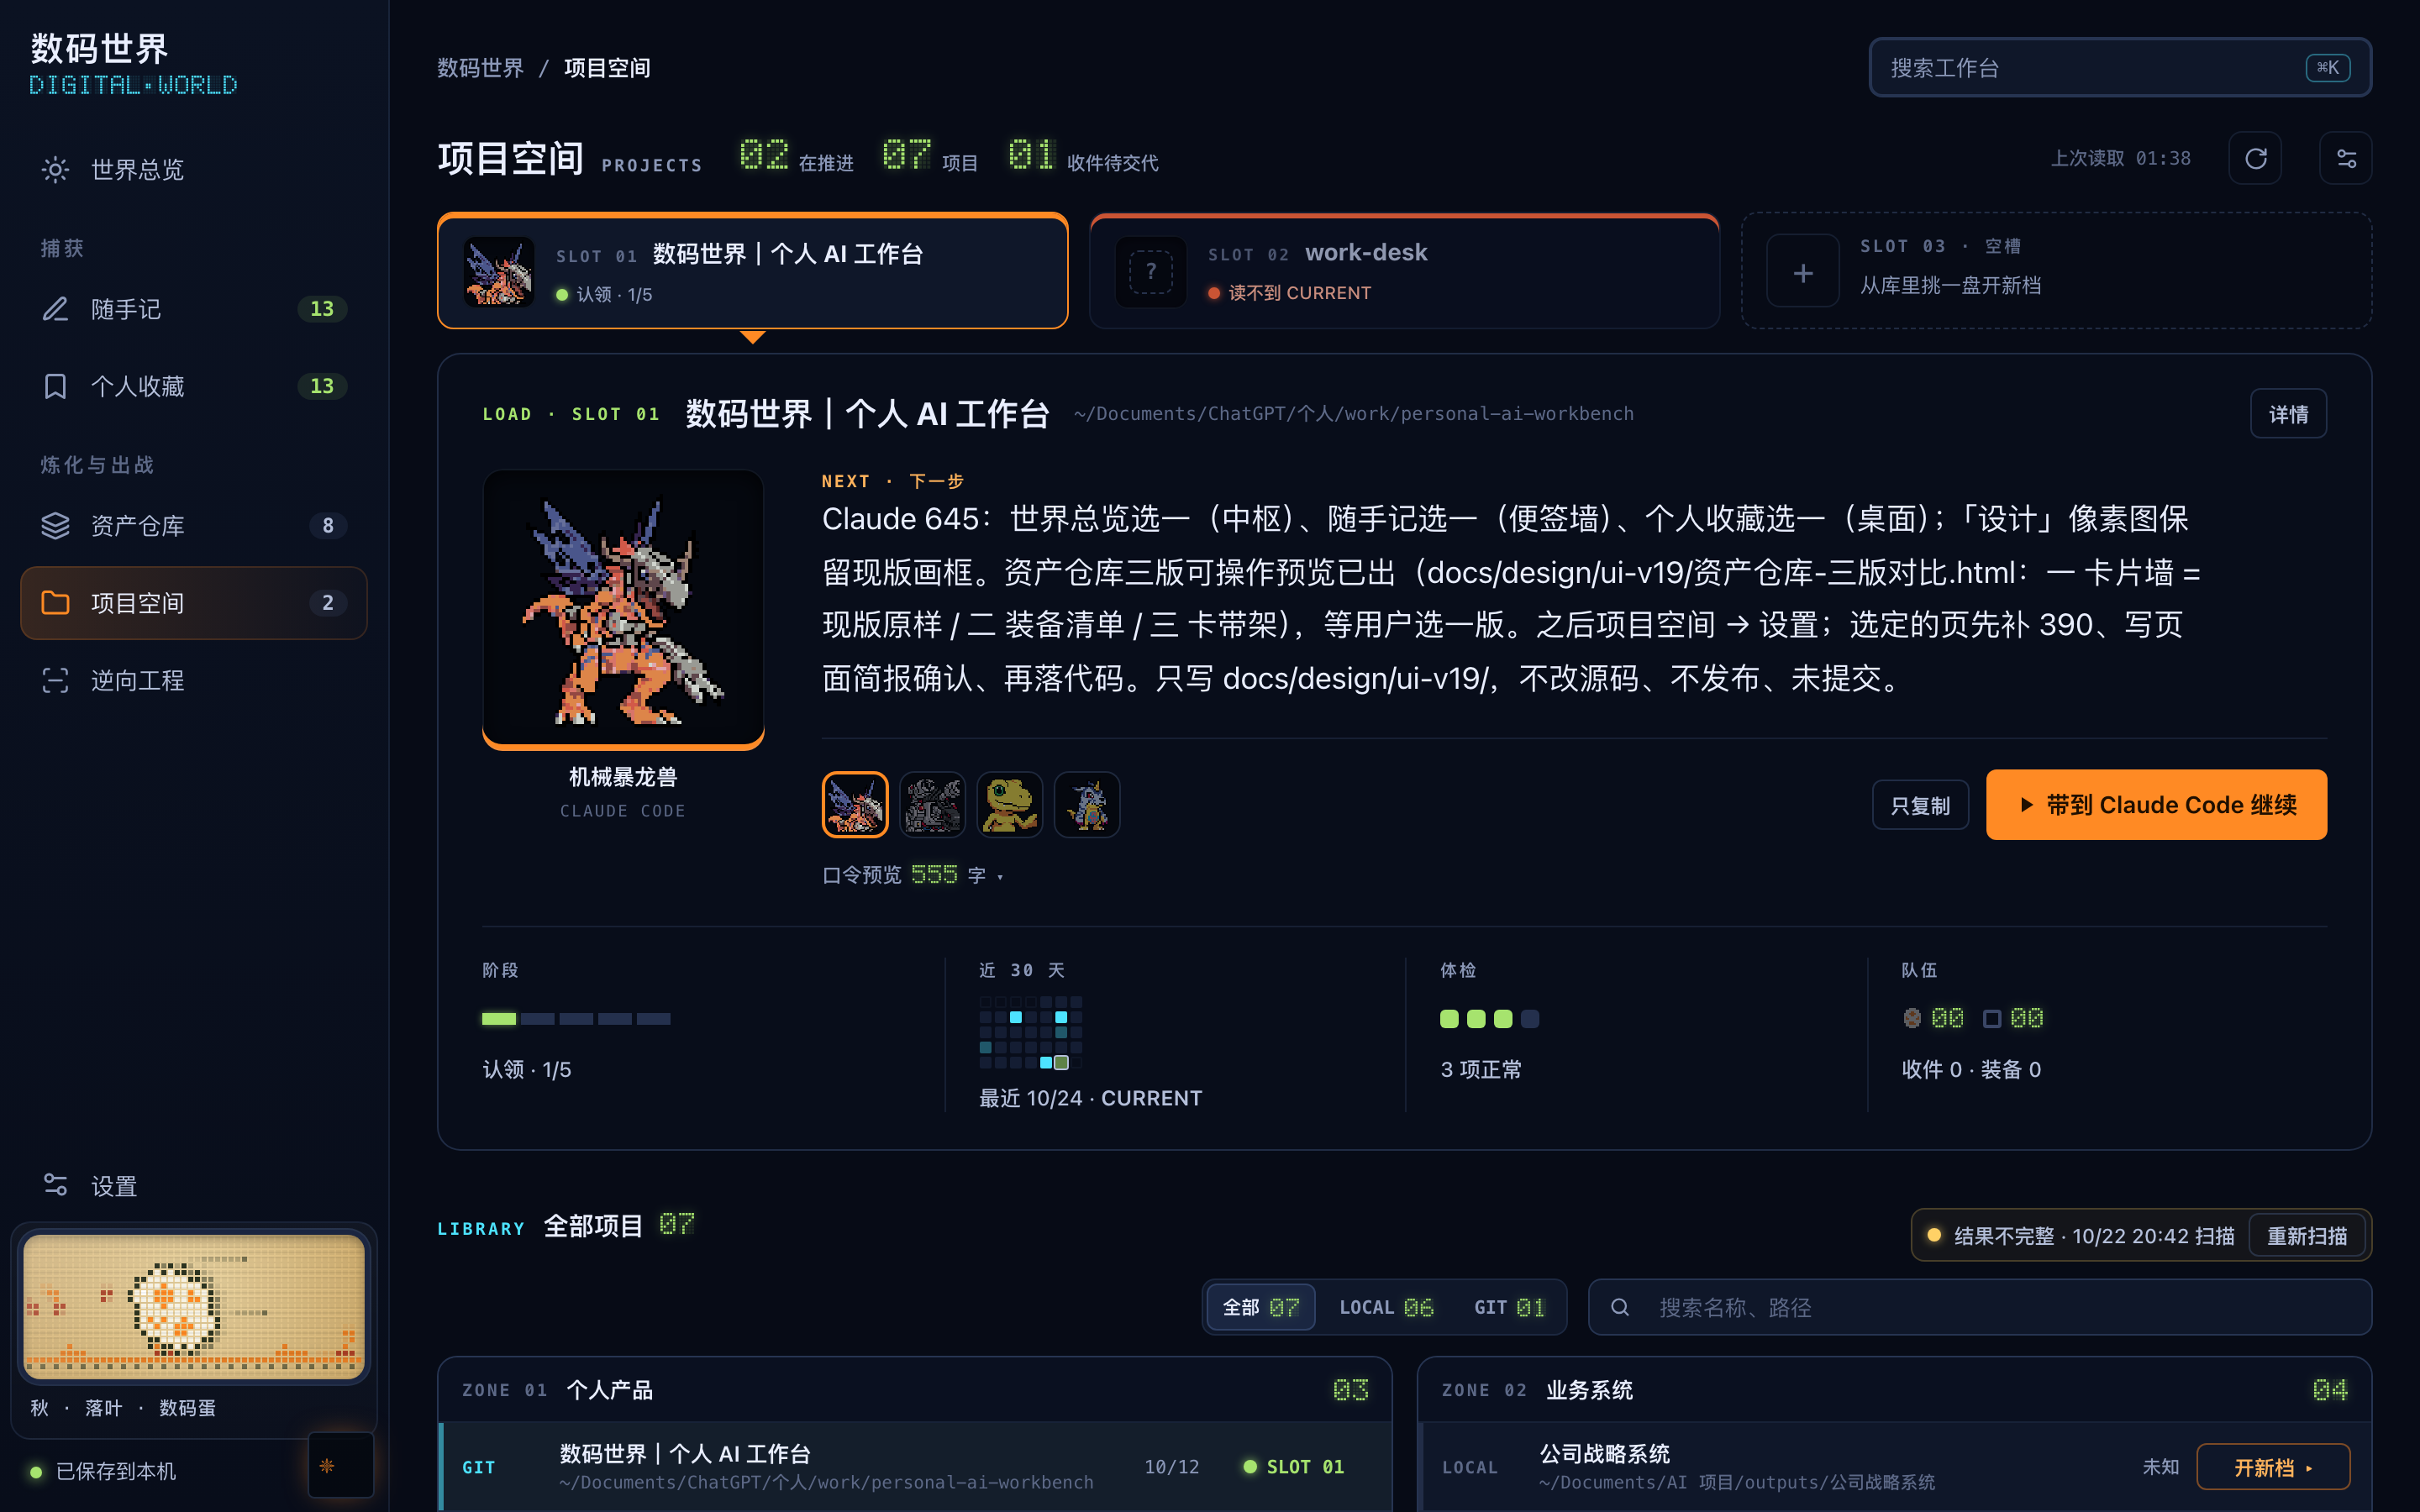 数码世界
DIGITAL·WORLD
世界总览
捕获
随手记 13
个人收藏 13
炼化与出战
资产仓库 8
项目空间 2
逆向工程
设置
秋 · 落叶 · 数码蛋
已保存到本机
数码世界 / 项目空间
搜索工作台 ⌘K
项目空间 PROJECTS 02 在推进 07 项目 01 收件待交代
上次读取 01:38
SLOT 01 数码世界｜个人 AI 工作台
认领 · 1/5
? SLOT 02 work-desk
读不到 CURRENT
+ SLOT 03 · 空槽
从库里挑一盘开新档
LOAD · SLOT 01 数码世界｜个人 AI 工作台 ~/Documents/ChatGPT/个人/work/personal-ai-workbench 详情
NEXT · 下一步
Claude 645：世界总览选一（中枢）、随手记选一（便签墙）、个人收藏选一（桌面）；「设计」像素图保
留现版画框。资产仓库三版可操作预览已出（docs/design/ui-v19/资产仓库-三版对比.html：一 卡片墙 =
现版原样 / 二 装备清单 / 三 卡带架），等用户选一版。之后项目空间 → 设置；选定的页先补 390、写页
面简报确认、再落代码。只写 docs/design/ui-v19/，不改源码、不发布、未提交。
机械暴龙兽
CLAUDE CODE
只复制 带到 Claude Code 继续
口令预览 555 字
阶段
认领 · 1/5
近 30 天
最近 10/24 · CURRENT
体检
3 项正常
队伍
00 00
收件 0 · 装备 0
LIBRARY 全部项目 07
结果不完整 · 10/22 20:42 扫描 重新扫描
全部 07 LOCAL 06 GIT 01 搜索名称、路径
ZONE 01 个人产品 03
GIT 数码世界｜个人 AI 工作台 10/12 SLOT 01
~/Documents/ChatGPT/个人/work/personal-ai-workbench
ZONE 02 业务系统 04
LOCAL 公司战略系统 未知 开新档
~/Documents/AI 项目/outputs/公司战略系统